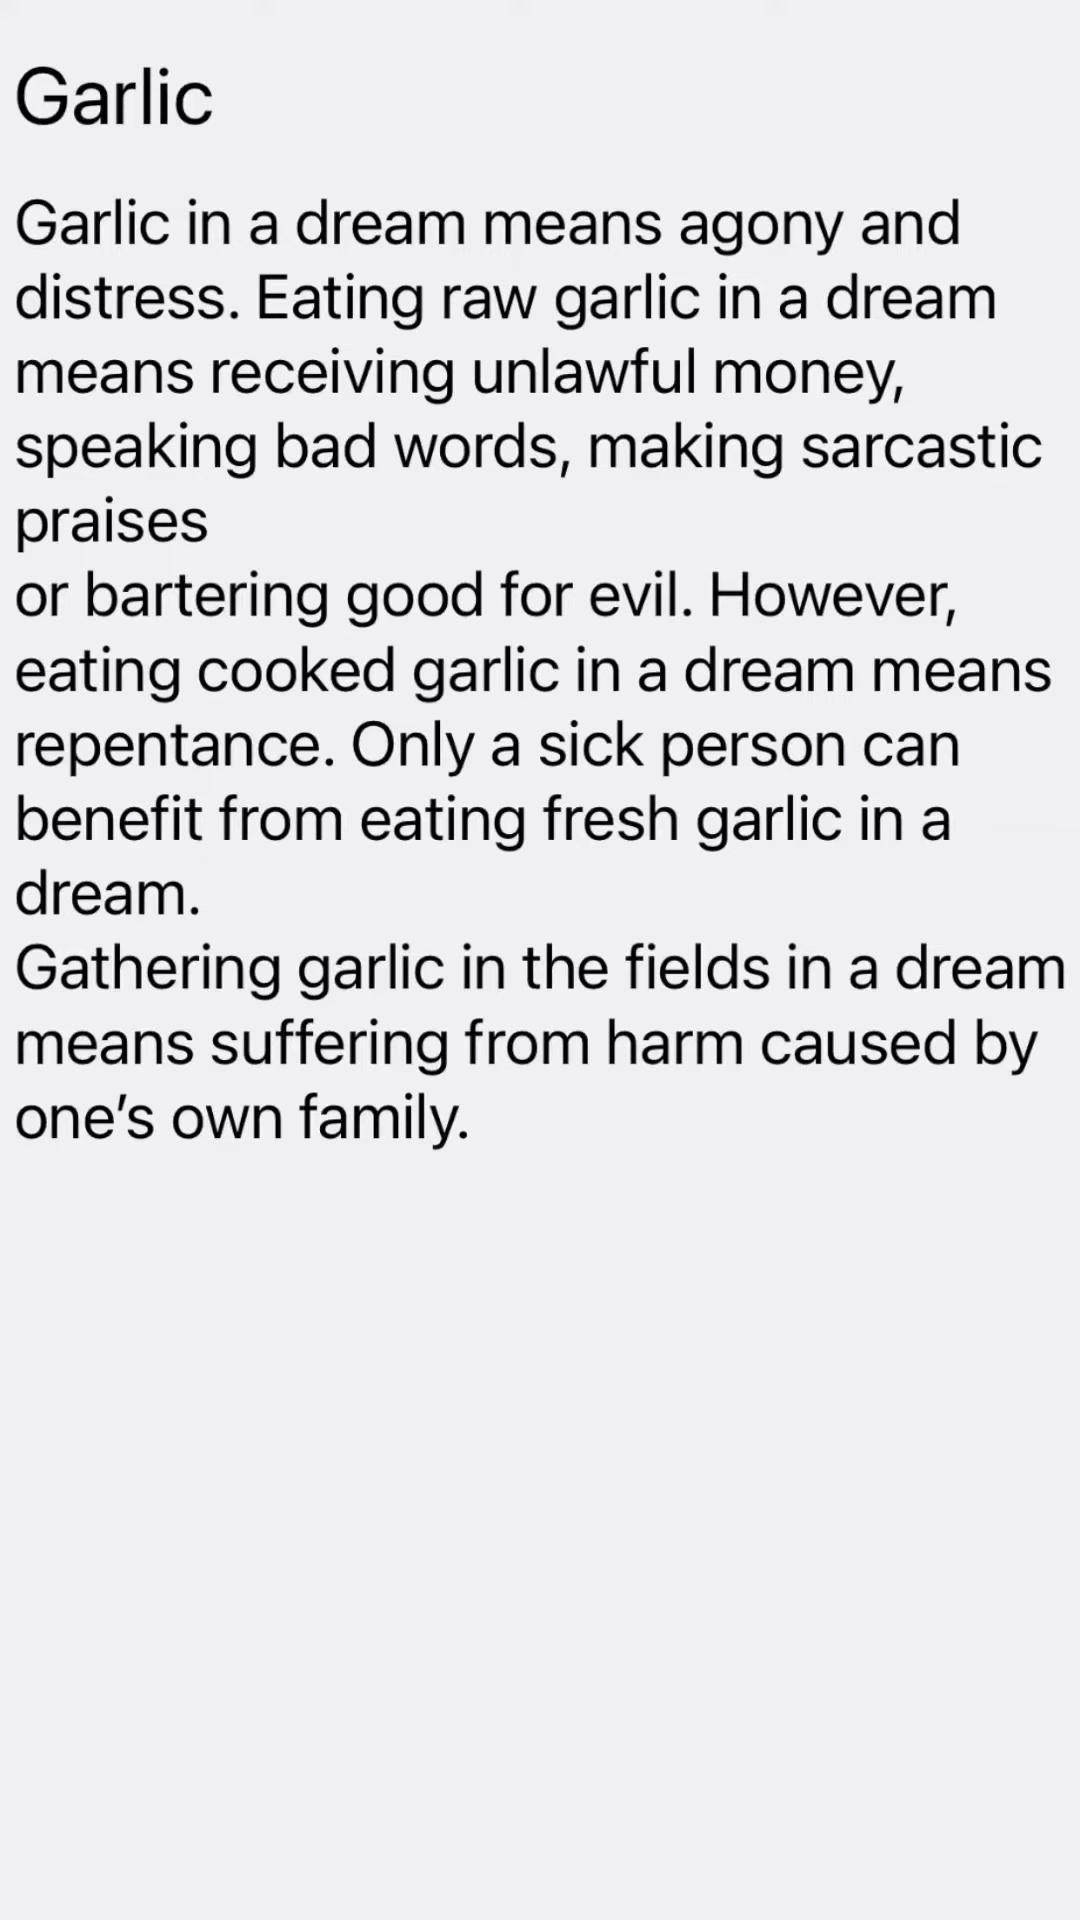 Garlic
Garlic in a dream means agony and
distress. Eating raw garlic in a dream
means receiving unlawful money,
speaking bad words, making sarcastic
praises
or bartering good for evil. However,
eating cooked garlic in a dream means
repentance. Only a sick person can
benefit from eating fresh garlic in a
dream.
Gathering garlic in the fields in a dream
means suffering from harm caused by
one’s own family.